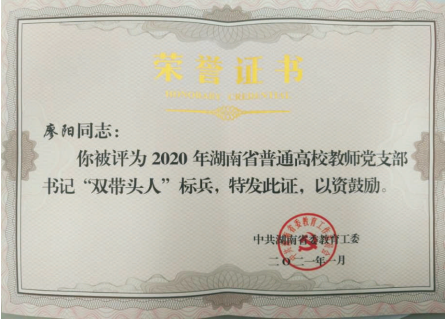 荣誉证书
廖阳同志：
你被评为2020年湖南省普通高校教师党支部
书记“双带头人”标兵，特发此证，以资鼓励。
中共湖南省委教育工委
二〇二一年一月